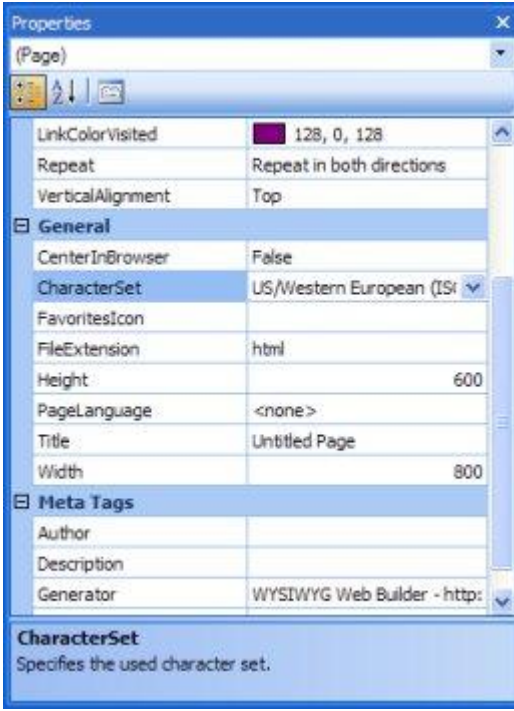 Properties
(Page)
LinkColorVisited 128, 0, 128
Repeat Repeat in both directions
VerticalAlignment Top
General
CenterInBrowser False
CharacterSet US/Western European (IS
FavoritesIcon
FileExtension html
Height 600
PageLanguage <none>
Title Untitled Page
Width 800
Meta Tags
Author
Description
Generator WYSIWYG Web Builder - http:
CharacterSet
Specifies the used character set.